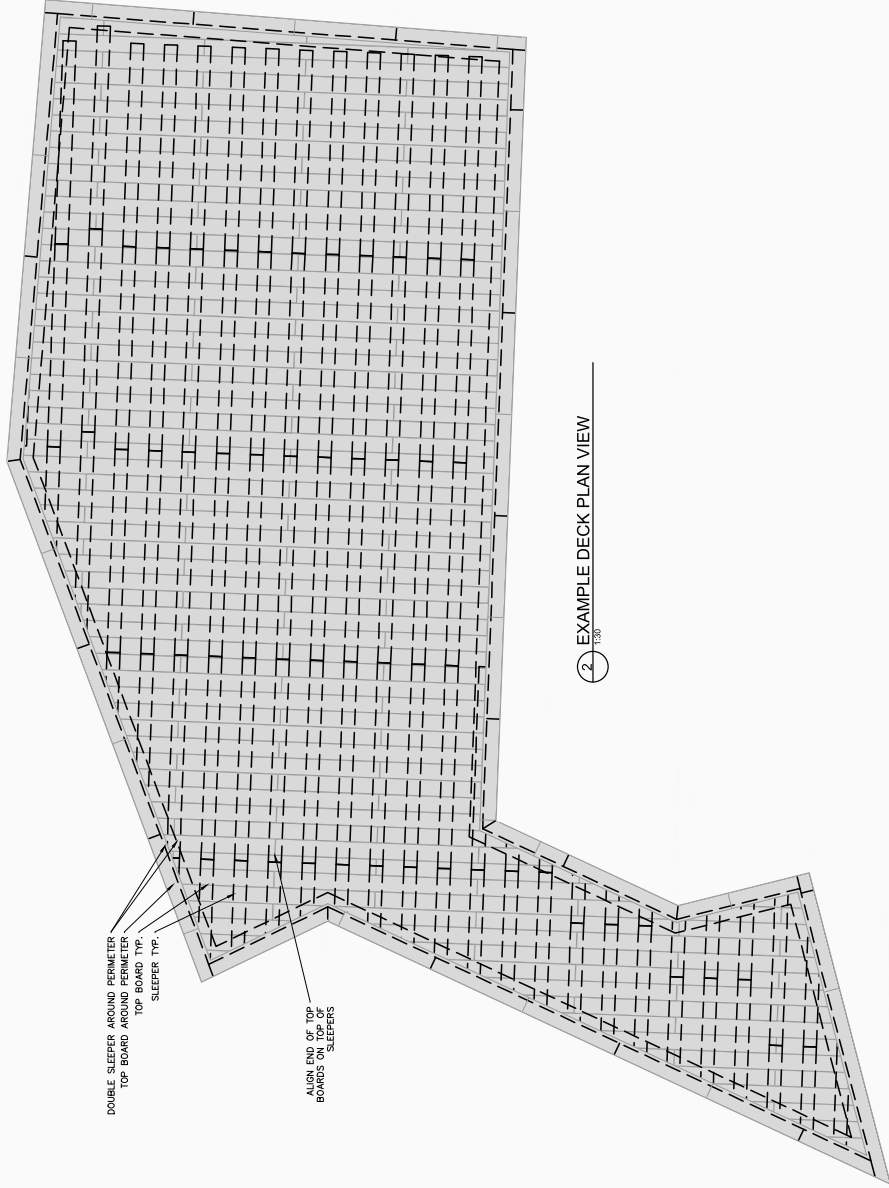 DOUBLE SLEEPER AROUND PERIMETER
TOP BOARD AROUND PERIMETER
TOP BOARD TYP.
SLEEPER TYP.
ALIGN END OF TOP
BOARDS ON TOP OF
SLEEPERS
2 EXAMPLE DECK PLAN VIEW
1:30